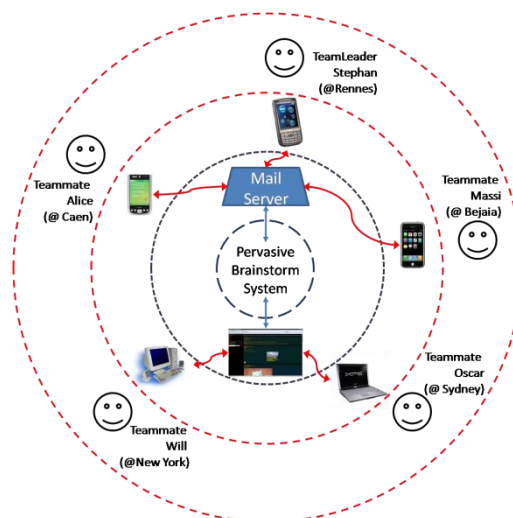 TeamLeader
Stephan
(@Rennes)
Teammate
Alice
(@ Caen)
Mail
Server
Teammate
Massi
(@ Bejaia)
Pervasive
Brainstorm
System
Teammate
Oscar
(@ Sydney)
Teammate
Will
(@New York)